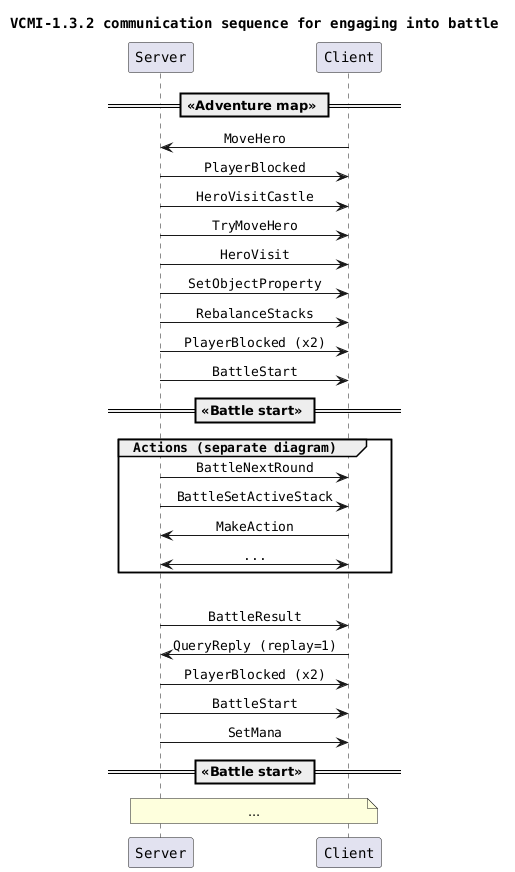 VCMI-1.3.2 communication sequence for engaging into battle
Server Client
«Adventure map»
MoveHero
PlayerBlocked
HeroVisitCastle
TryMoveHero
HeroVisit
SetObjectProperty
RebalanceStacks
PlayerBlocked (x2)
BattleStart
«Battle start»
Actions (separate diagram)
BattleNextRound
BattleSetActiveStack
MakeAction
...
BattleResult
QueryReply (replay=1)
PlayerBlocked (x2)
BattleStart
SetMana
«Battle start»
...
Server Client